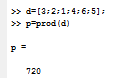 >> d=[3;2;1;4;6;5];
>> p=prod(d)
p =
720